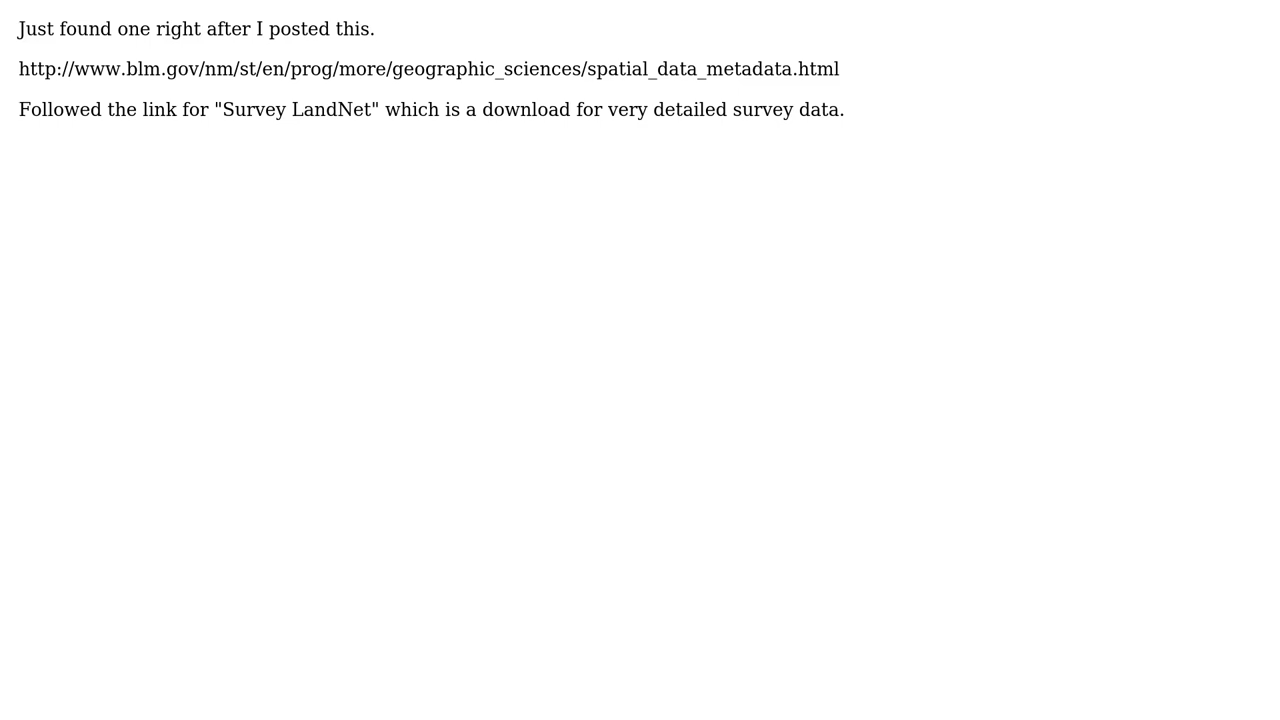 Just found one right after I posted this.
http://www.blm.gov/nm/st/en/prog/more/geographic_sciences/spatial_data_metadata.html
Followed the link for "Survey LandNet" which is a download for very detailed survey data.